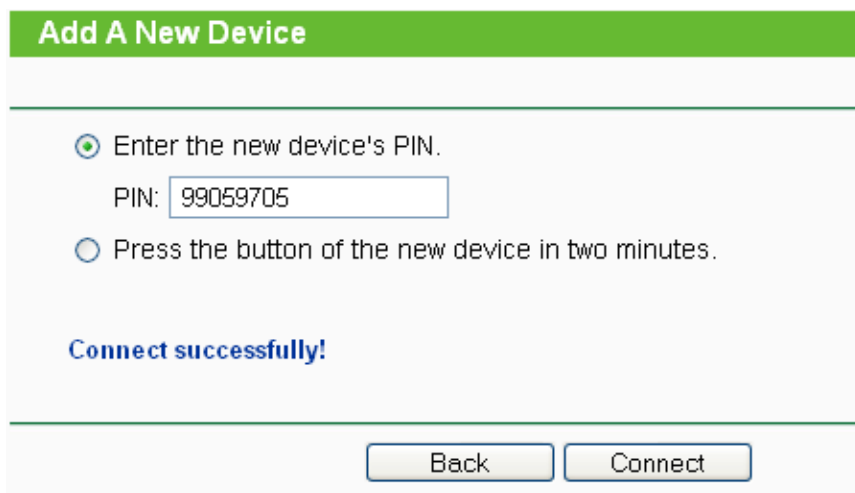 Add A New Device
Enter the new device's PIN.
PIN: 99059705
Press the button of the new device in two minutes.
Connect successfully!
Back Connect